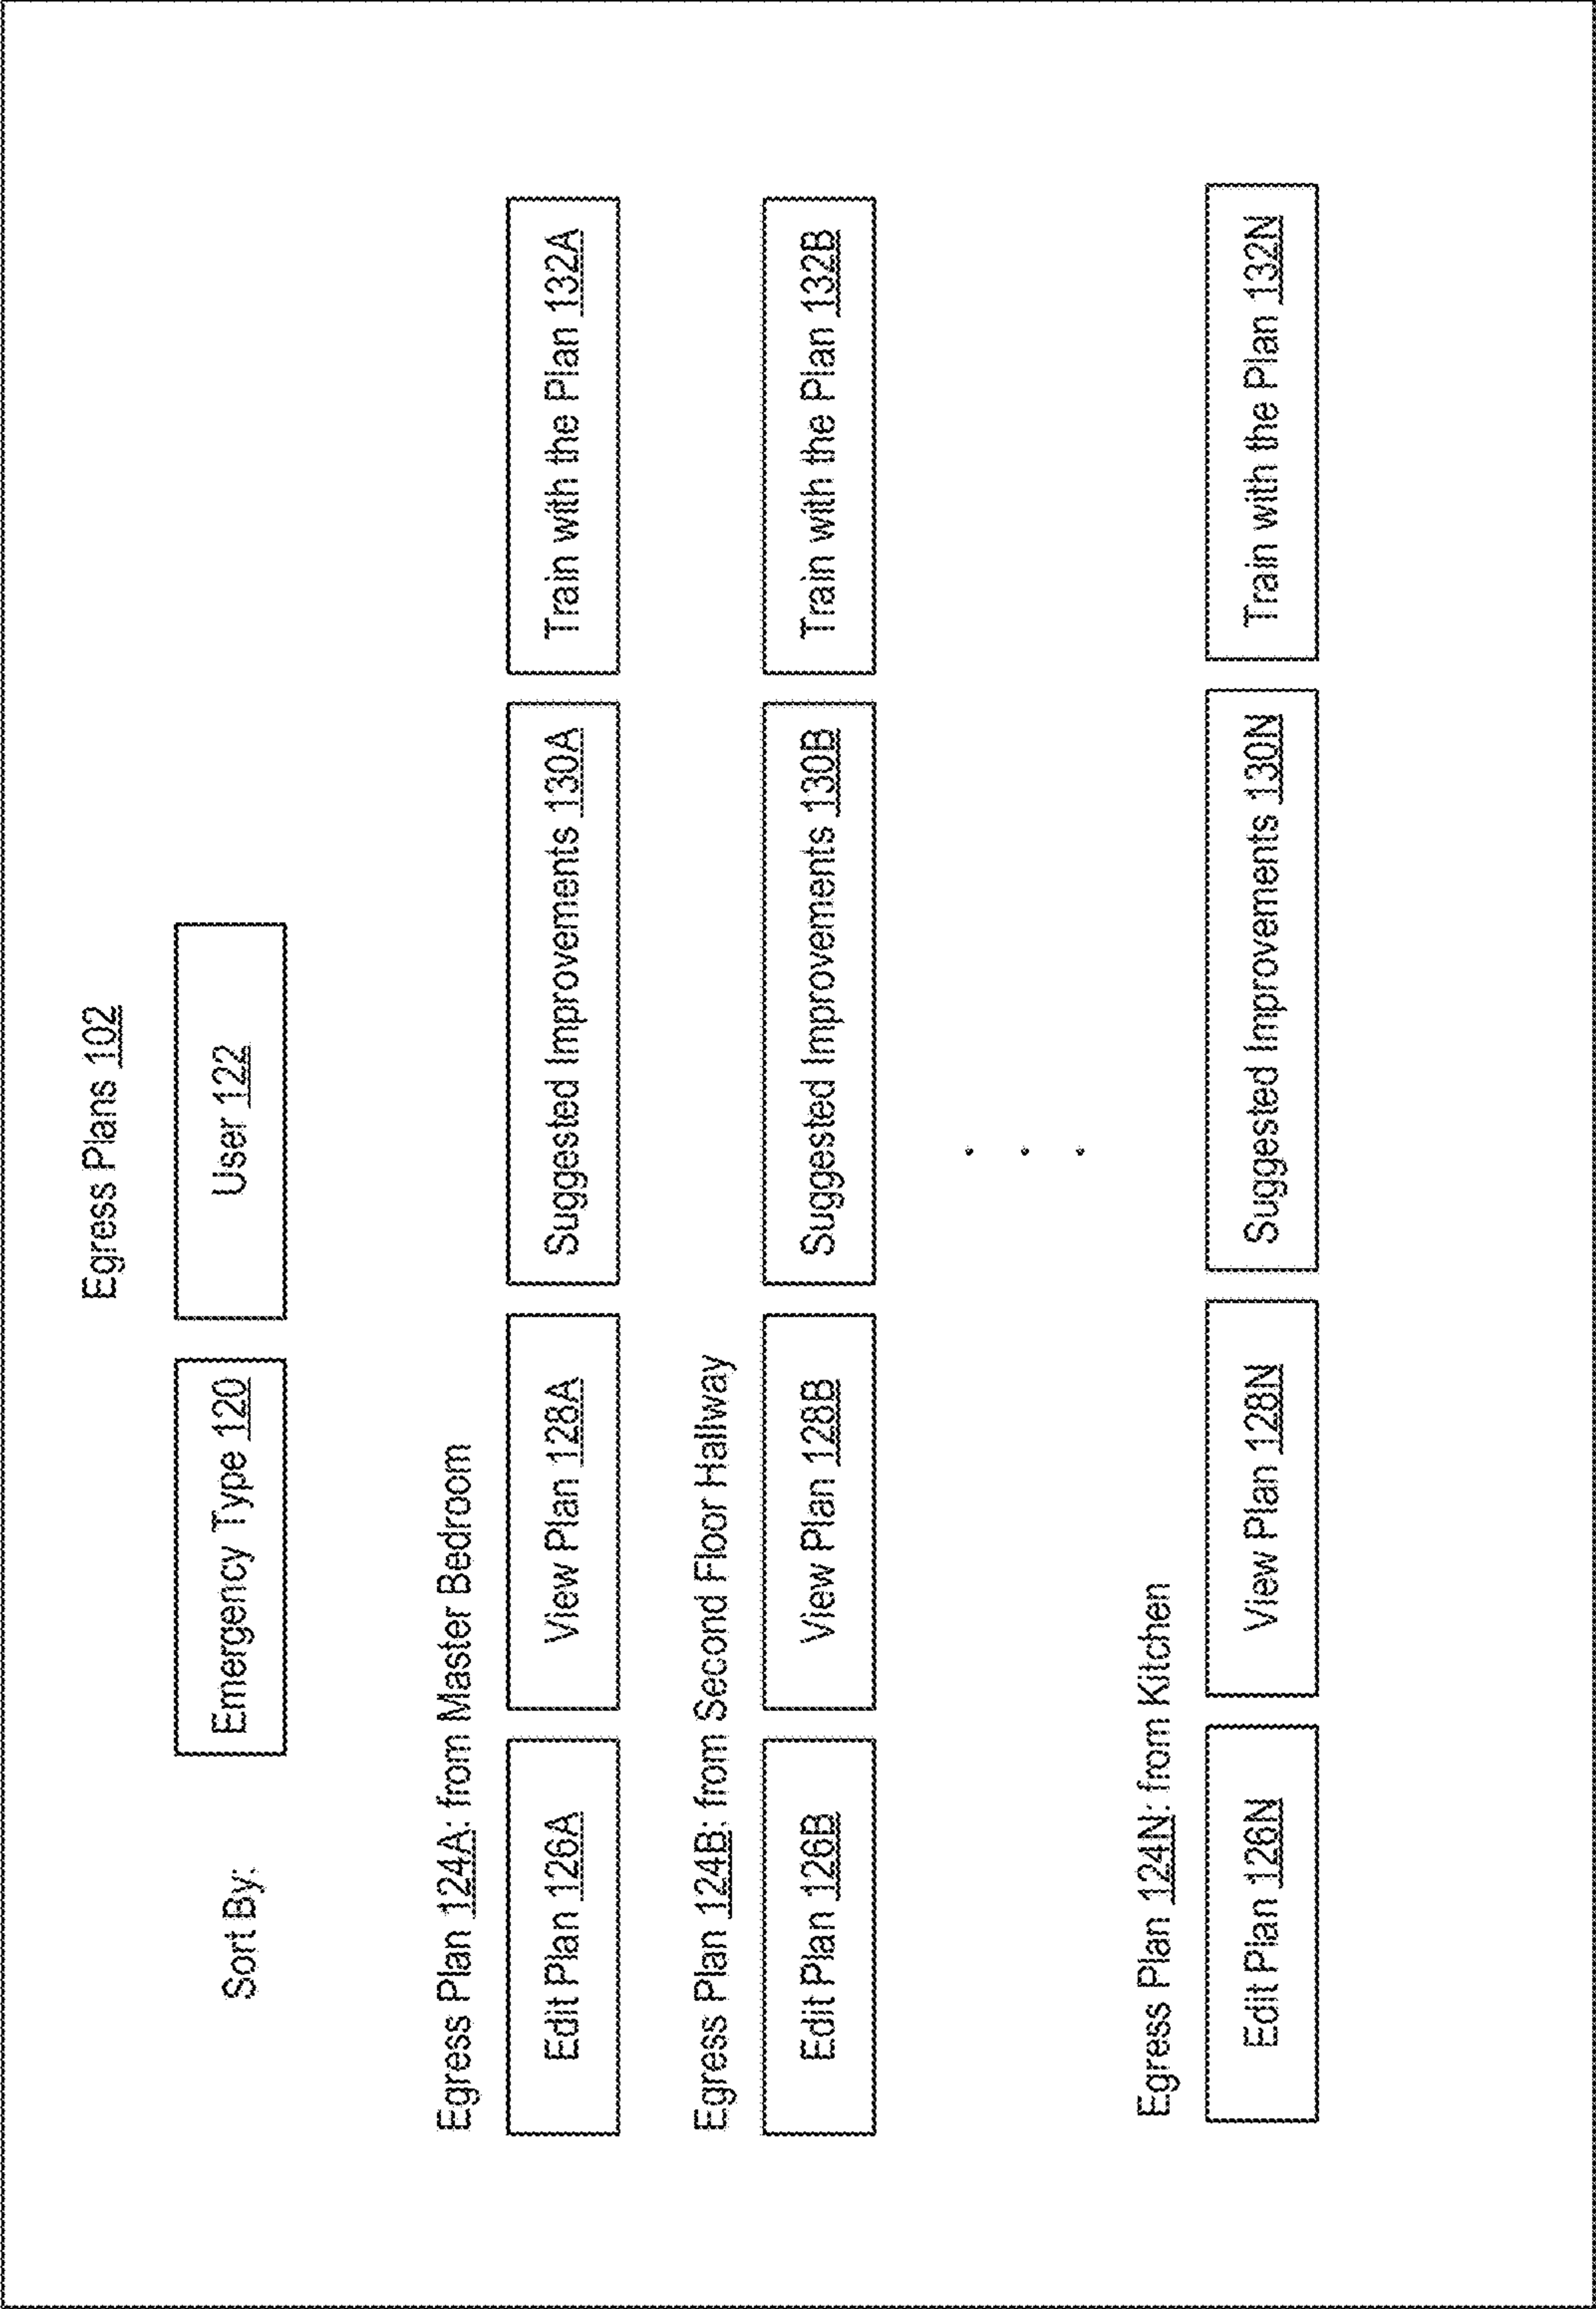 Egress Plans 102
Sort By: Emergency Type 120 User 122
Egress Plan 124A: from Master Bedroom
Edit Plan 126A View Plan 128A Suggested Improvements 130A Train with the Plan 132A
Egress Plan 124B: from Second Floor Hallway
Edit Plan 126B View Plan 128B Suggested Improvements 130B Train with the Plan 132B
Egress Plan 124N: from Kitchen
Edit Plan 126N View Plan 128N Suggested Improvements 130N Train with the Plan 132N